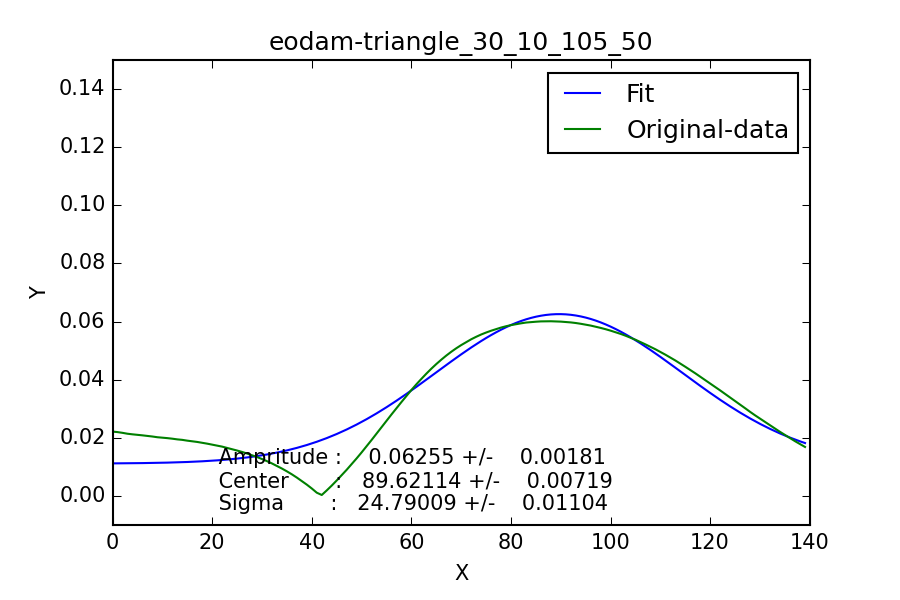 eodam-triangle_30_10_105_50
Fit
Original-data
0.14
0.12
0.10
0.08
0.06
0.04
0.02
0.00
Y
Ampritude : 0.06255 +/- 0.00181
Center : 89.62114 +/- 0.00719
Sigma : 24.79009 +/- 0.01104
0 20 40 60 80 100 120 140
X